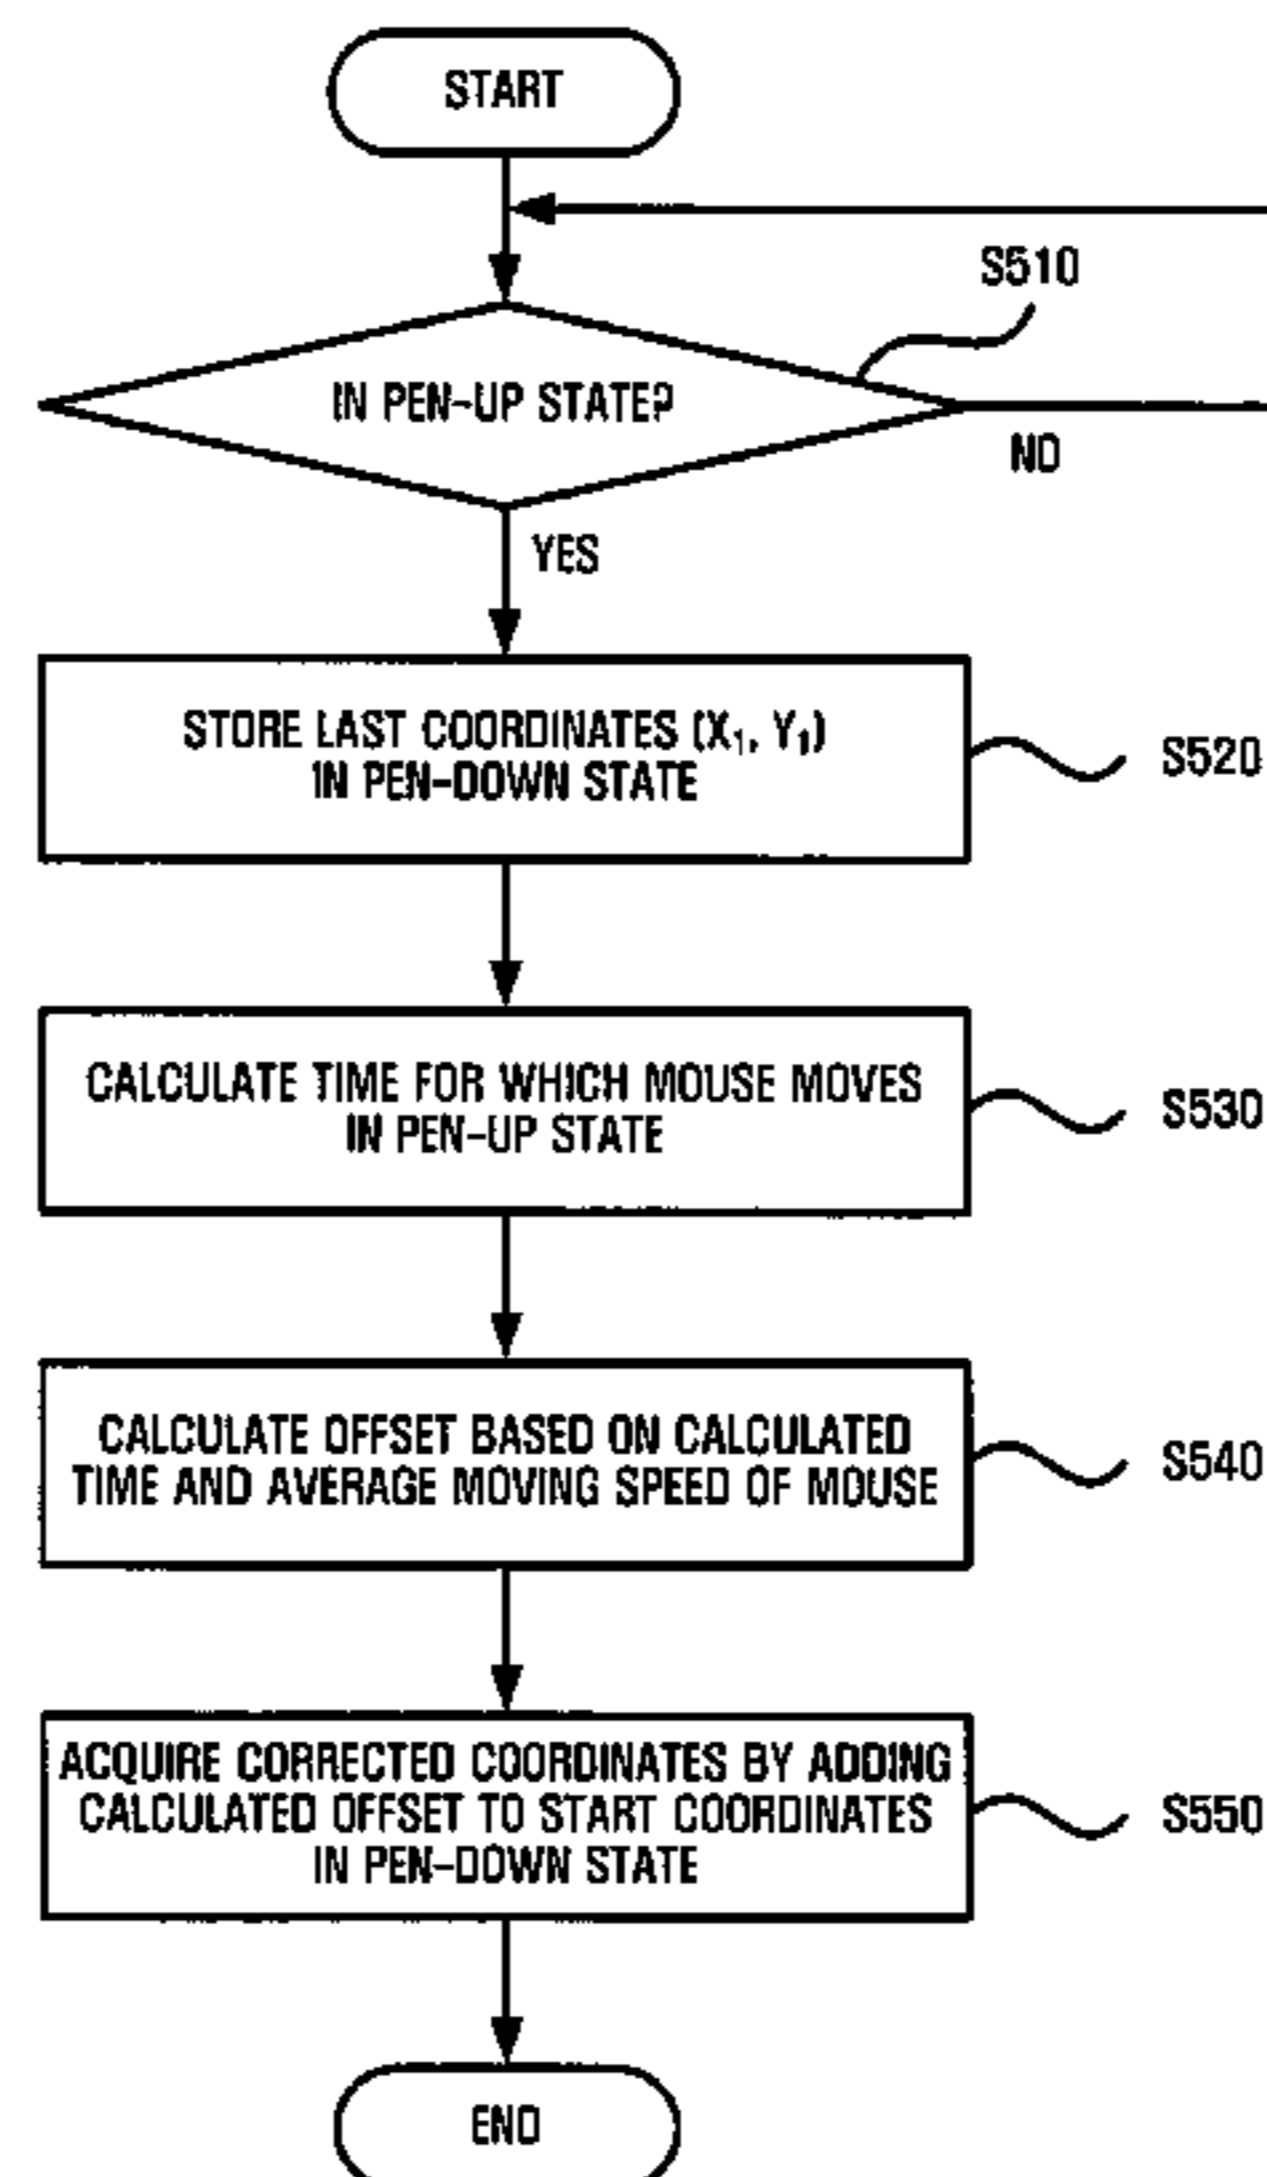 START
S510
IN PEN-UP STATE?
NO
YES
STORE LAST COORDINATES (X₁, Y₁)
IN PEN-DOWN STATE
S520
CALCULATE TIME FOR WHICH MOUSE MOVES
IN PEN-UP STATE
S530
CALCULATE OFFSET BASED ON CALCULATED
TIME AND AVERAGE MOVING SPEED OF MOUSE
S540
ACQUIRE CORRECTED COORDINATES BY ADDING
CALCULATED OFFSET TO START COORDINATES
IN PEN-DOWN STATE
S550
END